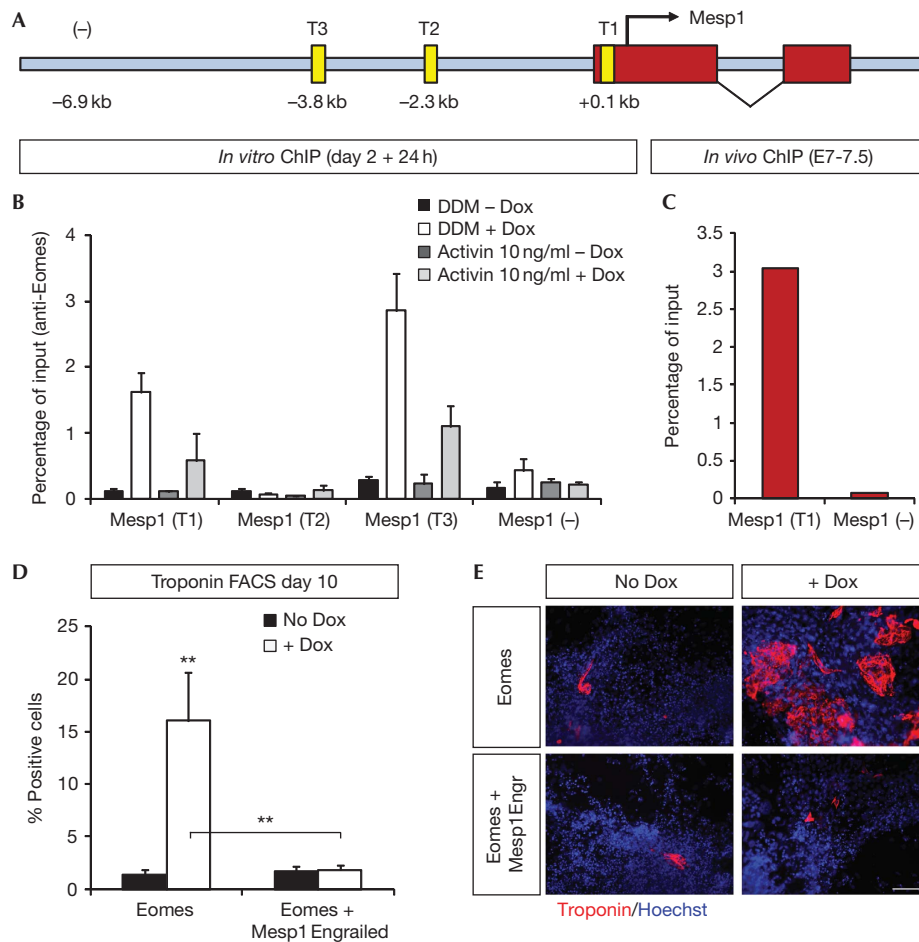 A
(–)
T3
T2
T1
Mesp1
–6.9 kb
–3.8 kb
–2.3 kb
+0.1 kb
In vitro ChIP (day 2 + 24 h)
In vivo ChIP (E7-7.5)
B
DDM – Dox
DDM + Dox
Activin 10 ng/ml – Dox
Activin 10 ng/ml + Dox
Percentage of input (anti-Eomes)
4
3
2
1
0
Mesp1 (T1)
Mesp1 (T2)
Mesp1 (T3)
Mesp1 (–)
C
Percentage of input
3.5
3
2.5
2
1.5
1
0.5
0
Mesp1 (T1)
Mesp1 (–)
D
Troponin FACS day 10
No Dox
+ Dox
% Positive cells
25
20
15
10
5
0
**
**
Eomes
Eomes +
Mesp1 Engrailed
E
No Dox
+ Dox
Eomes
Eomes +
Mesp1 Engr
Troponin/Hoechst